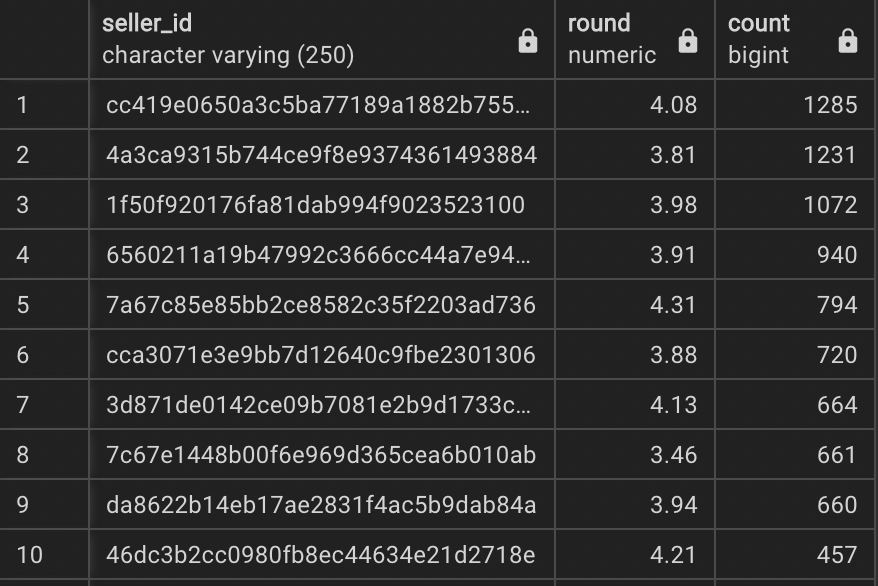 seller_id round count
character varying (250) numeric bigint
1 cc419e0650a3c5ba77189a1882b755... 4.08 1285
2 4a3ca9315b744ce9f8e9374361493884 3.81 1231
3 1f50f920176fa81dab994f9023523100 3.98 1072
4 6560211a19b47992c3666cc44a7e94... 3.91 940
5 7a67c85e85bb2ce8582c35f2203ad736 4.31 794
6 cca3071e3e9bb7d12640c9fbe2301306 3.88 720
7 3d871de0142ce09b7081e2b9d1733c... 4.13 664
8 7c67e1448b00f6e969d365cea6b010ab 3.46 661
9 da8622b14eb17ae2831f4ac5b9dab84a 3.94 660
10 46dc3b2cc0980fb8ec44634e21d2718e 4.21 457